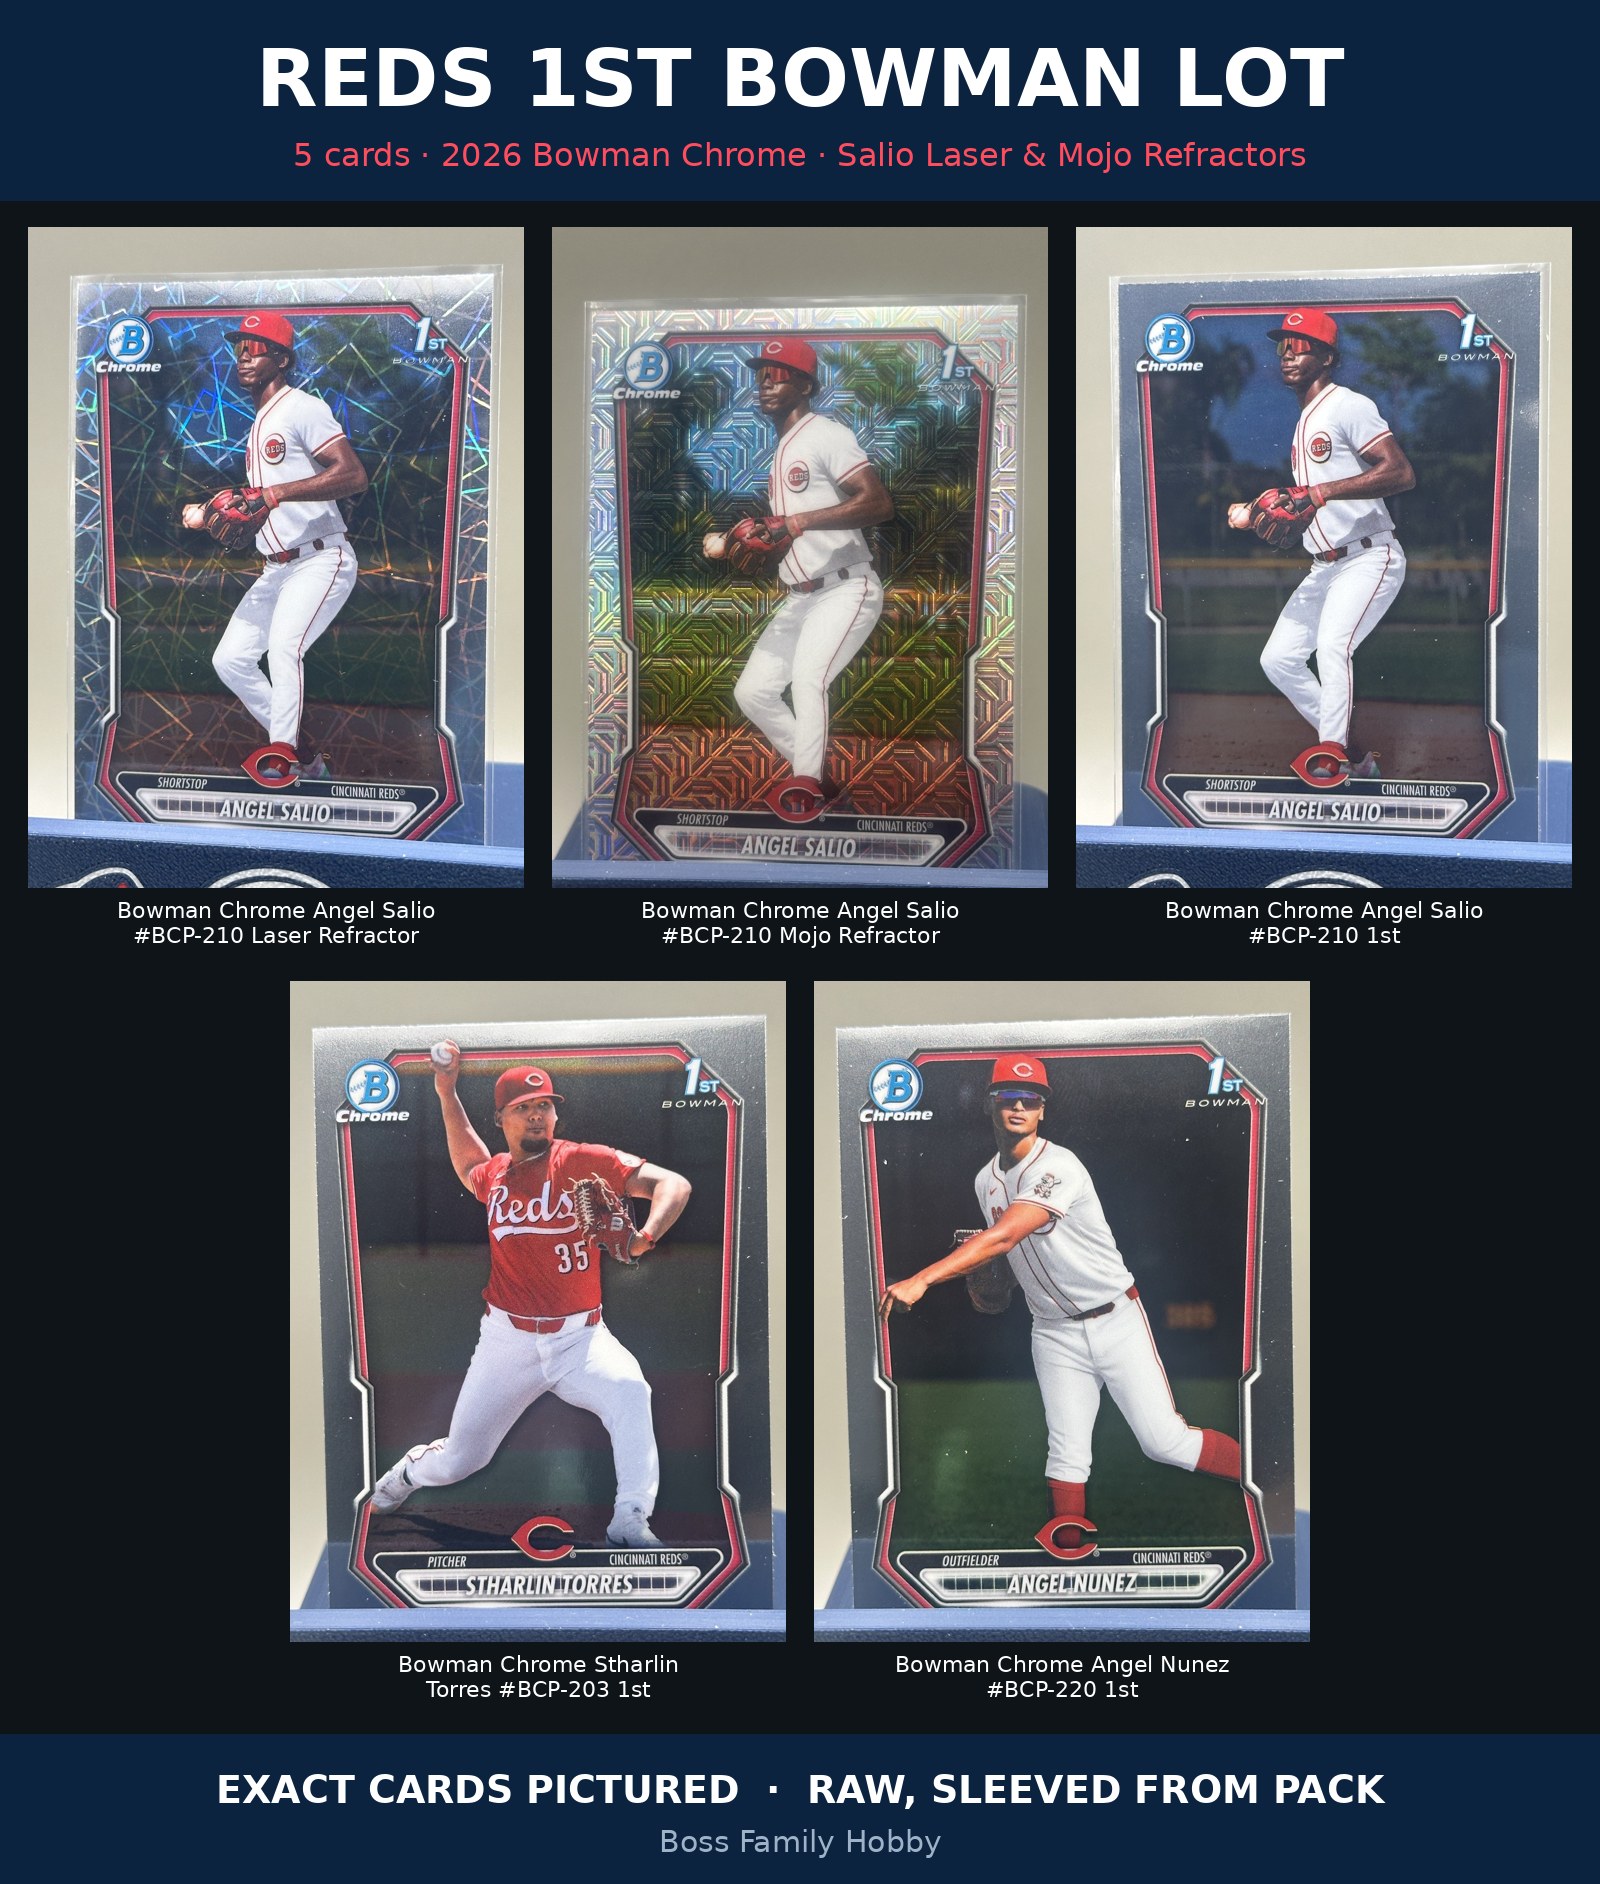 REDS 1ST BOWMAN LOT
5 cards · 2026 Bowman Chrome · Salio Laser & Mojo Refractors
B
Chrome
1ST
BOWMAN
C
REDS
SHORTSTOP
CINCINNATI REDS®
ANGEL SALIO
B
Chrome
1ST
BOWMAN
C
REDS
SHORTSTOP
CINCINNATI REDS®
ANGEL SALIO
B
Chrome
1ST
BOWMAN
C
REDS
SHORTSTOP
CINCINNATI REDS®
ANGEL SALIO
Bowman Chrome Angel Salio
#BCP-210 Laser Refractor
Bowman Chrome Angel Salio
#BCP-210 Mojo Refractor
Bowman Chrome Angel Salio
#BCP-210 1st
B
Chrome
1ST
BOWMAN
C
Reds
35
PITCHER
CINCINNATI REDS®
STHARLIN TORRES
B
Chrome
1ST
BOWMAN
C
OUTFIELDER
CINCINNATI REDS®
ANGEL NUNEZ
Bowman Chrome Stharlin
Torres #BCP-203 1st
Bowman Chrome Angel Nunez
#BCP-220 1st
EXACT CARDS PICTURED · RAW, SLEEVED FROM PACK
Boss Family Hobby